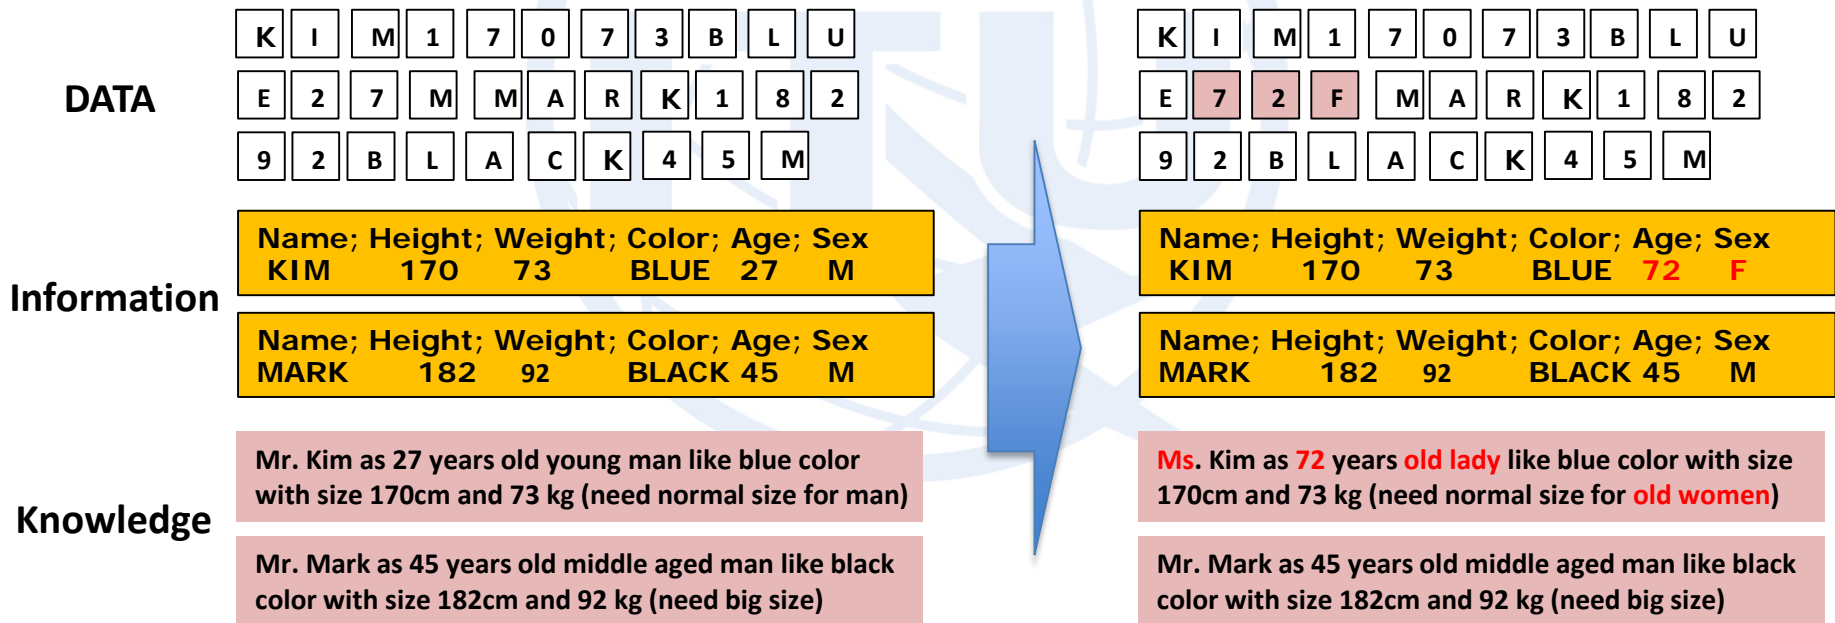 DATA
K I M 1 7 0 7 3 B L U
E 2 7 M M A R K 1 8 2
9 2 B L A C K 4 5 M
K I M 1 7 0 7 3 B L U
E 7 2 F M A R K 1 8 2
9 2 B L A C K 4 5 M
Information
Name; Height; Weight; Color; Age; Sex
KIM 170 73 BLUE 27 M
Name; Height; Weight; Color; Age; Sex
MARK 182 92 BLACK 45 M
Name; Height; Weight; Color; Age; Sex
KIM 170 73 BLUE 72 F
Name; Height; Weight; Color; Age; Sex
MARK 182 92 BLACK 45 M
Knowledge
Mr. Kim as 27 years old young man like blue color
with size 170cm and 73 kg (need normal size for man)
Mr. Mark as 45 years old middle aged man like black
color with size 182cm and 92 kg (need big size)
Ms. Kim as 72 years old lady like blue color with size
170cm and 73 kg (need normal size for old women)
Mr. Mark as 45 years old middle aged man like black
color with size 182cm and 92 kg (need big size)
ITU